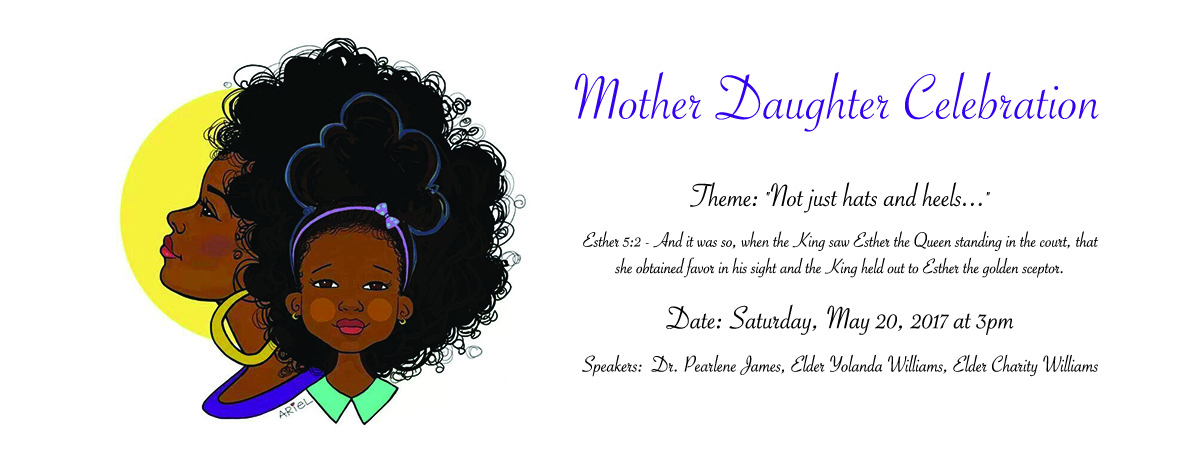 Mother Daughter Celebration
Theme: "Not just hats and heels..."
Esther 5:2 - And it was so, when the King saw Esther the Queen standing in the court, that
she obtained favor in his sight and the King held out to Esther the golden sceptor.
Date: Saturday, May 20, 2017 at 3pm
Speakers: Dr. Pearlene James, Elder Yolanda Williams, Elder Charity Williams
ARieL